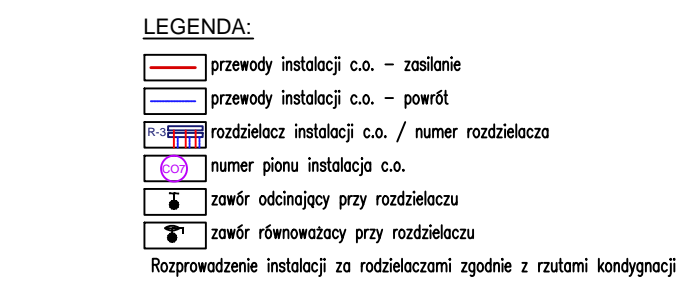 LEGENDA:
przewody instalacji c.o. – zasilanie
przewody instalacji c.o. – powrót
R-3 rozdzielacz instalacji c.o. / numer rozdzielacza
CO7 numer pionu instalacja c.o.
zawór odcinający przy rozdzielaczu
zawór równoważacy przy rozdzielaczu
Rozprowadzenie instalacji za rodzielaczami zgodnie z rzutami kondygnacji